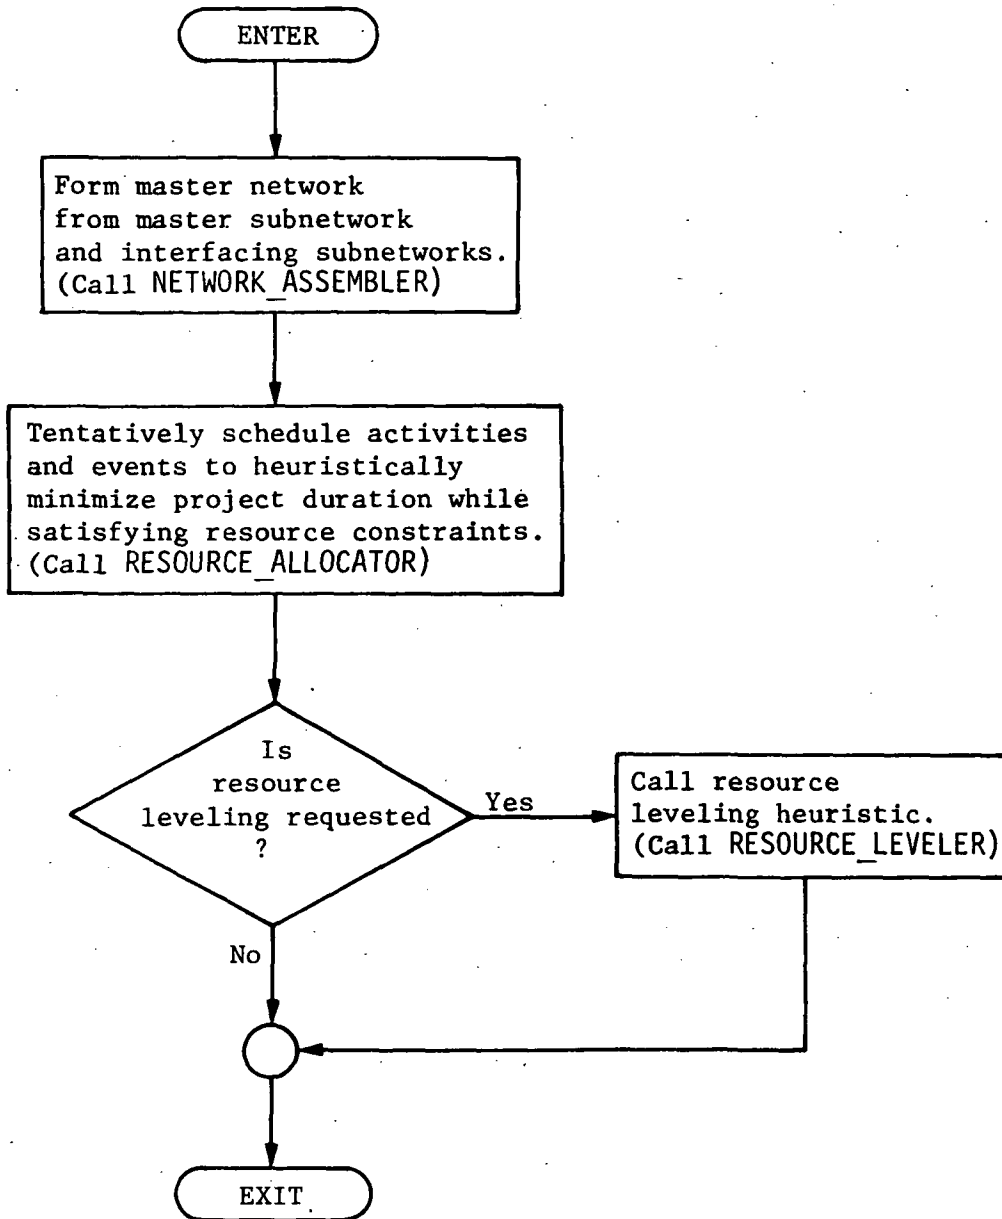 ENTER
Form master network
from master subnetwork
and interfacing subnetworks.
(Call NETWORK_ASSEMBLER)
Tentatively schedule activities
and events to heuristically
minimize project duration while
satisfying resource constraints.
(Call RESOURCE_ALLOCATOR)
Is
resource
leveling requested
?
Yes
Call resource
leveling heuristic.
(Call RESOURCE_LEVELER)
No
EXIT